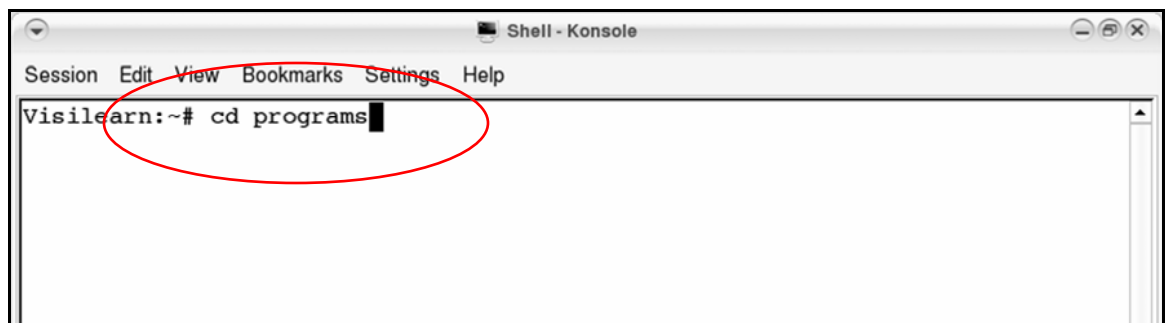 Shell - Konsole
Session Edit View Bookmarks Settings Help
Visilearn:~# cd programs